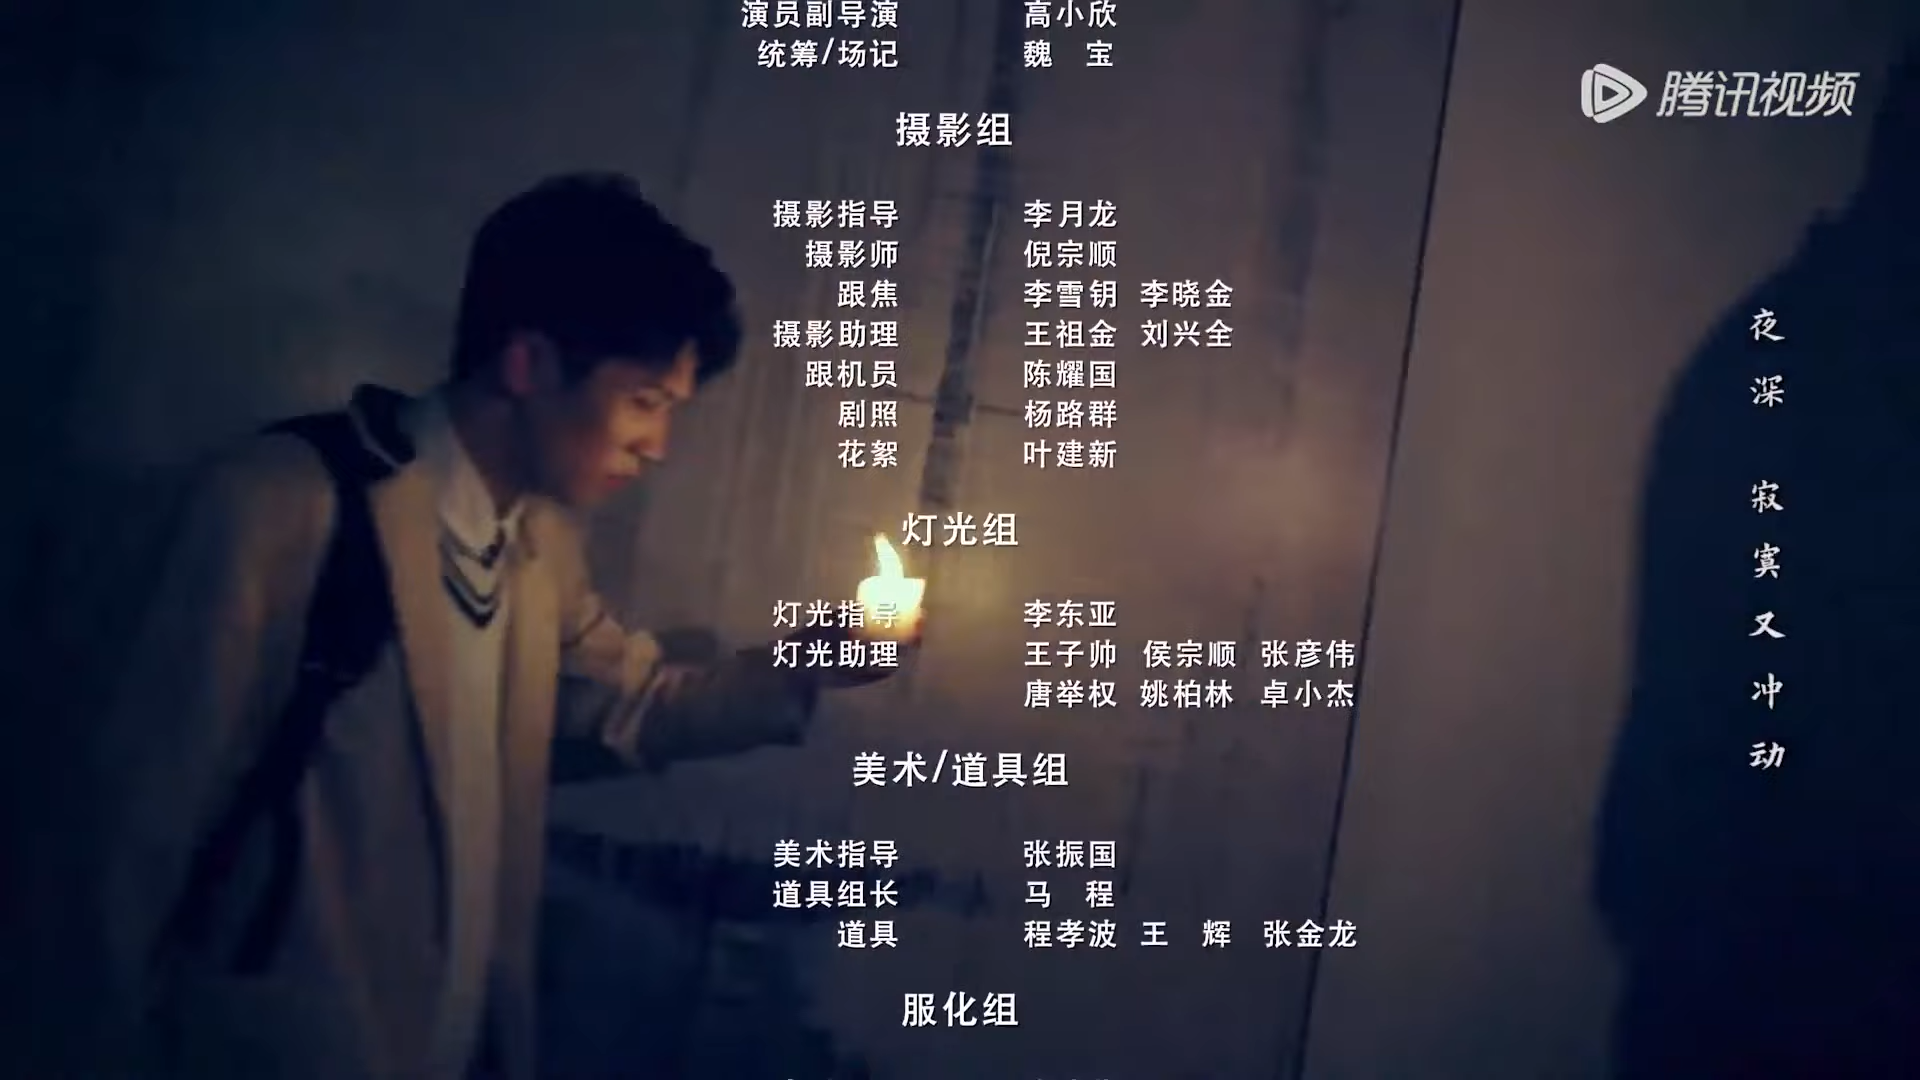 演员副导演 高小欣
统筹/场记 魏 宝
腾讯视频
摄影组
摄影指导 李月龙
摄影师 倪宗顺
跟焦 李雪钥 李晓金
摄影助理 王祖金 刘兴全
跟机员 陈耀国
剧照 杨路群
花絮 叶建新
灯光组
灯光指导 李东亚
灯光助理 王子帅 侯宗顺 张彦伟
唐举权 姚柏林 卓小杰
美术/道具组
美术指导 张振国
道具组长 马 程
道具 程孝波 王 辉 张金龙
服化组
夜深 寂寞又冲动